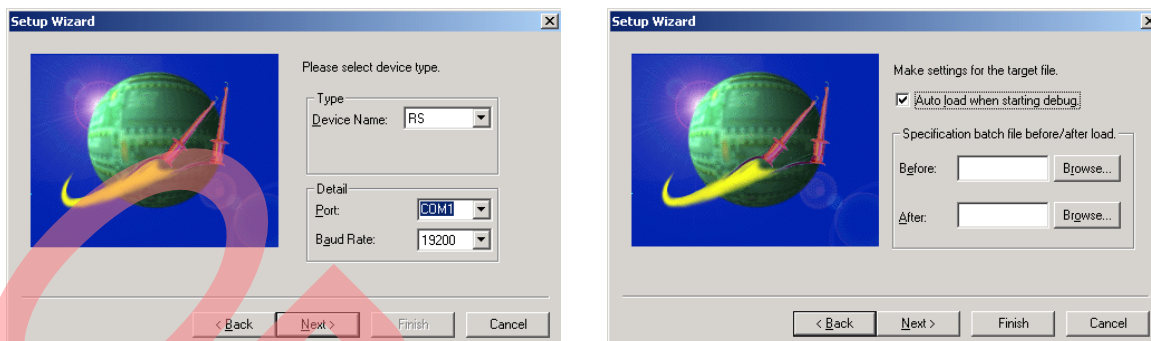 Setup Wizard
Please select device type.
Type
Device Name: RS
Detail
Port: COM1
Baud Rate: 19200
< Back Next > Finish Cancel
Setup Wizard
Make settings for the target file.
Auto load when starting debug.
Specification batch file before/after load.
Before: Browse...
After: Browse...
< Back Next > Finish Cancel